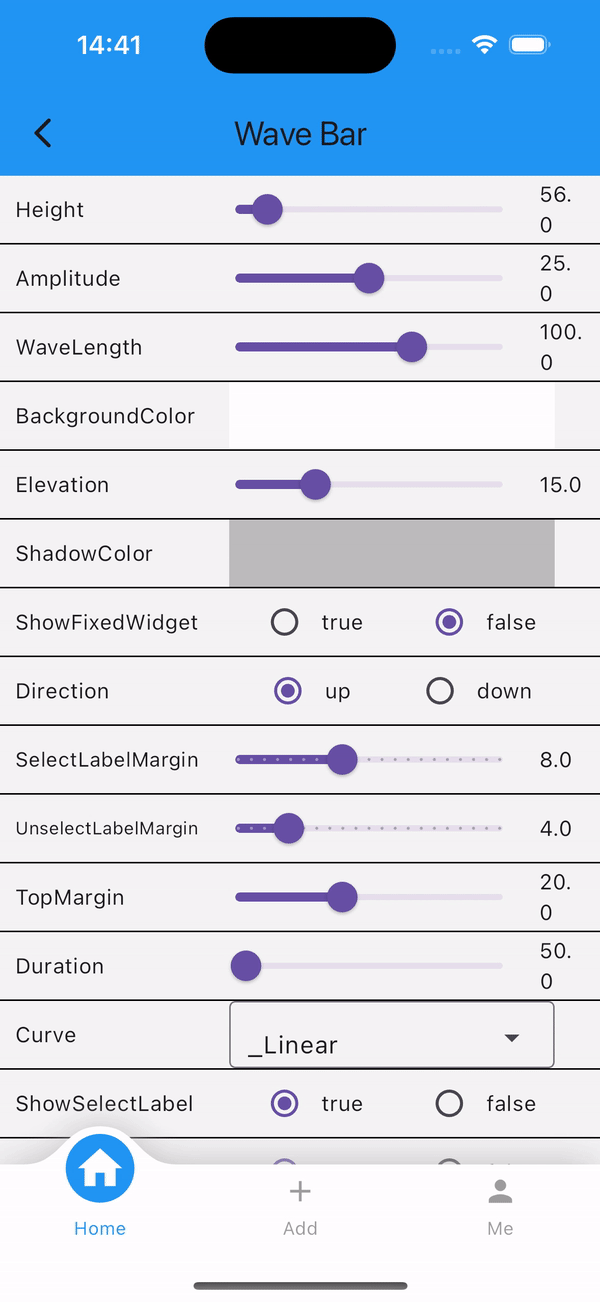 14:41
Wave Bar
Height
56.
0
Amplitude
25.
0
WaveLength
100.
0
BackgroundColor
Elevation 15.0
ShadowColor
ShowFixedWidget true false
Direction up down
SelectLabelMargin 8.0
UnselectLabelMargin 4.0
TopMargin
20.
0
Duration
50.
0
Curve _Linear
ShowSelectLabel true false
Home Add Me